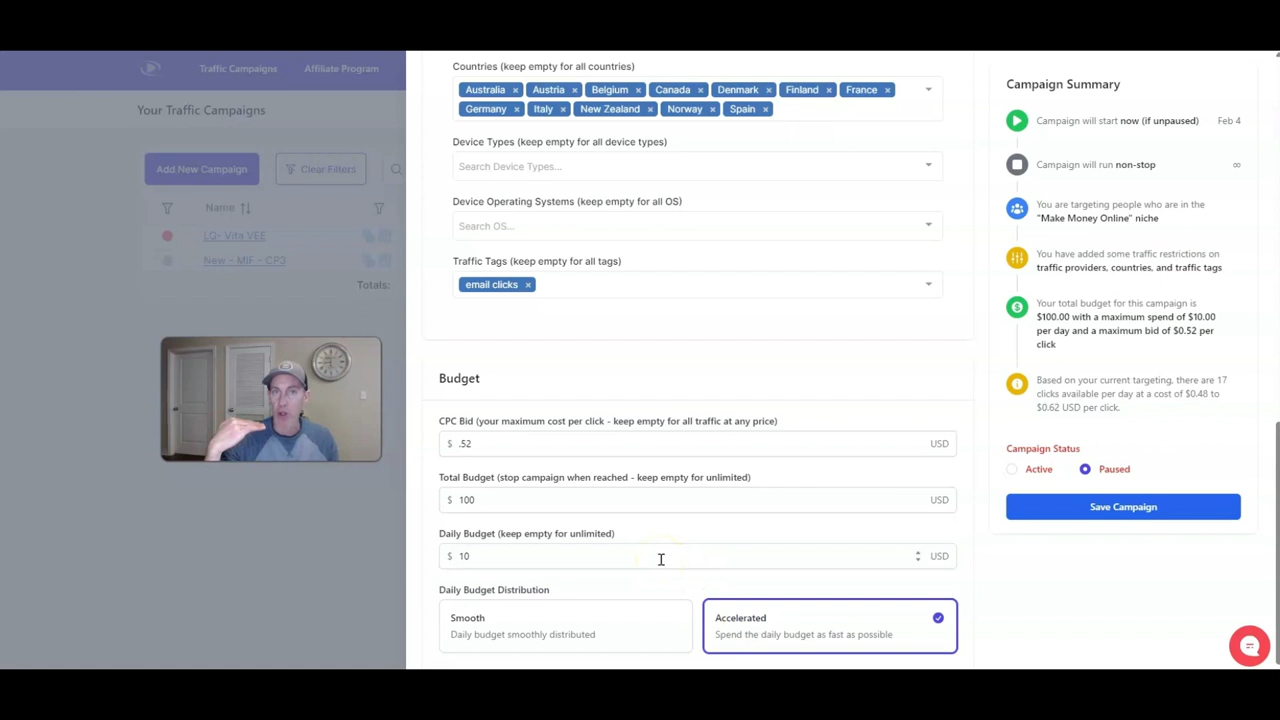 Traffic Campaigns
Affiliate Program
Your Traffic Campaigns
Add New Campaign
Clear Filters
Name
LG- Vita VEE
New - MIF - CP3
Totals:
Countries (keep empty for all countries)
Australia × Austria × Belgium × Canada × Denmark × Finland × France ×
Germany × Italy × New Zealand × Norway × Spain ×
Device Types (keep empty for all device types)
Search Device Types...
Device Operating Systems (keep empty for all OS)
Search OS...
Traffic Tags (keep empty for all tags)
email clicks ×
Budget
CPC Bid (your maximum cost per click - keep empty for all traffic at any price)
$ .52 USD
Total Budget (stop campaign when reached - keep empty for unlimited)
$ 100 USD
Daily Budget (keep empty for unlimited)
$ 10 USD
Daily Budget Distribution
Smooth
Daily budget smoothly distributed
Accelerated
Spend the daily budget as fast as possible
Campaign Summary
Campaign will start now (if unpaused) Feb 4
Campaign will run non-stop ∞
You are targeting people who are in the
"Make Money Online" niche
You have added some traffic restrictions on
traffic providers, countries, and traffic tags
Your total budget for this campaign is
$100.00 with a maximum spend of $10.00
per day and a maximum bid of $0.52 per
click
Based on your current targeting, there are 17
clicks available per day at a cost of $0.48 to
$0.62 USD per click.
Campaign Status
Active Paused
Save Campaign